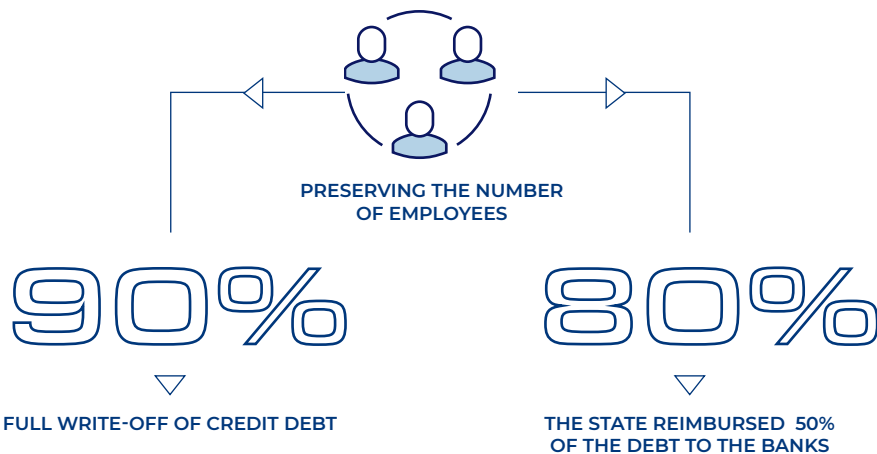 PRESERVING THE NUMBER
OF EMPLOYEES
90%
80%
FULL WRITE-OFF OF CREDIT DEBT
THE STATE REIMBURSED 50%
OF THE DEBT TO THE BANKS